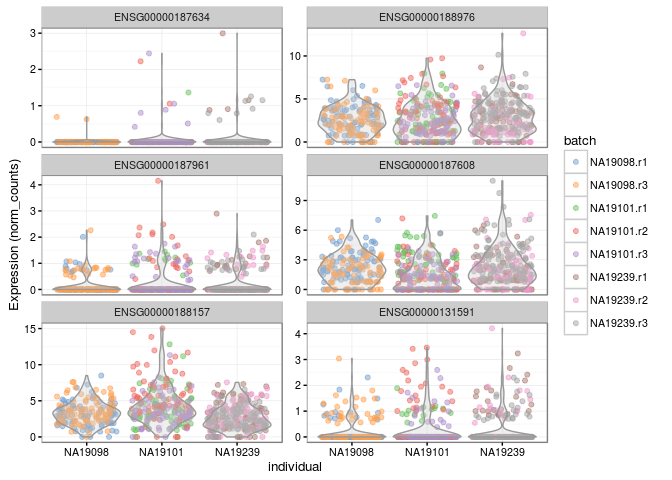 ENSG00000187634
ENSG00000188976
3
2
1
0
10
5
0
ENSG00000187961
ENSG00000187608
4
3
2
1
0
9
6
3
0
ENSG00000188157
ENSG00000131591
15
10
5
0
4
3
2
1
0
NA19098
NA19101
NA19239
NA19098
NA19101
NA19239
individual
Expression (norm_counts)
batch
NA19098.r1
NA19098.r3
NA19101.r1
NA19101.r2
NA19101.r3
NA19239.r1
NA19239.r2
NA19239.r3